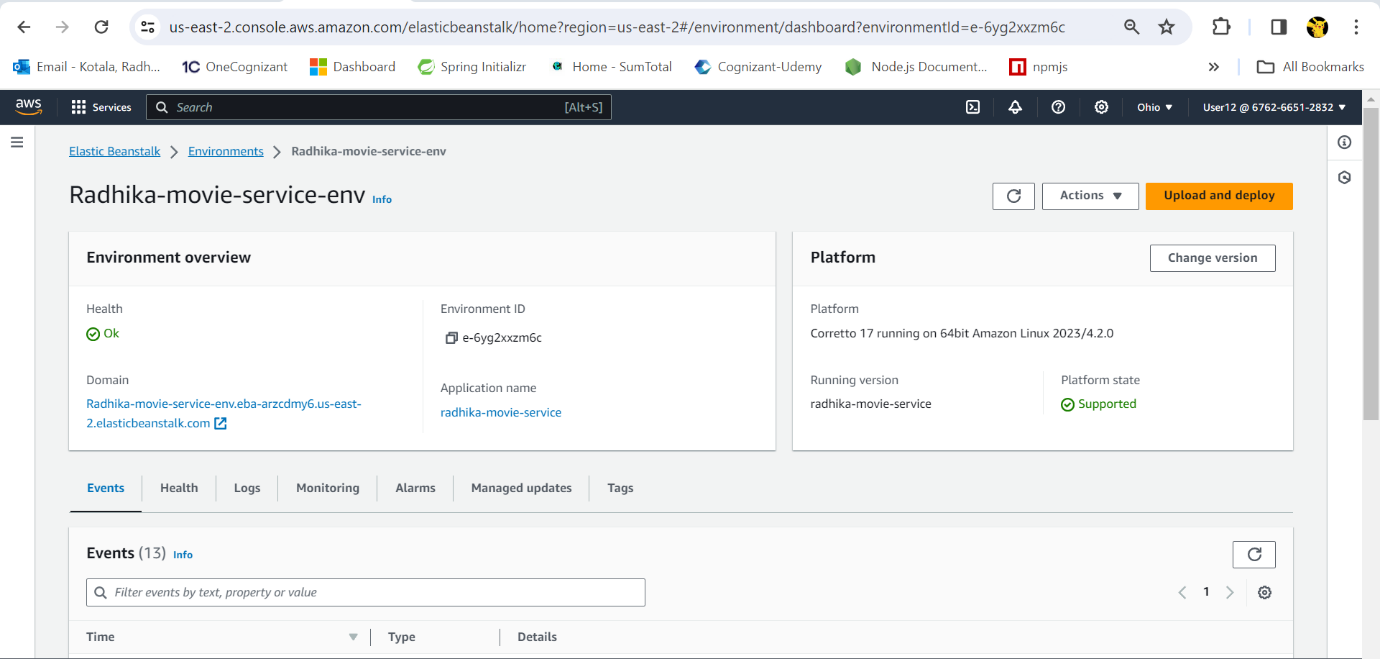 us-east-2.console.aws.amazon.com/elasticbeanstalk/home?region=us-east-2#/environment/dashboard?environmentId=e-6yg2xxzm6c
Email - Kotala, Radh... 1C OneCognizant Dashboard Spring Initializr Home - SumTotal Cognizant-Udemy Node.js Document... npmjs » All Bookmarks
aws Services Search [Alt+S] Ohio User12 @ 6762-6651-2832
Elastic Beanstalk > Environments > Radhika-movie-service-env
Radhika-movie-service-env Info
Actions Upload and deploy
Environment overview
Health
Ok
Environment ID
e-6yg2xxzm6c
Domain
Radhika-movie-service-env.eba-arzcdmy6.us-east-
2.elasticbeanstalk.com
Application name
radhika-movie-service
Platform Change version
Platform
Corretto 17 running on 64bit Amazon Linux 2023/4.2.0
Running version
radhika-movie-service
Platform state
Supported
Events Health Logs Monitoring Alarms Managed updates Tags
Events (13) Info
Filter events by text, property or value
< 1 >
Time Type Details